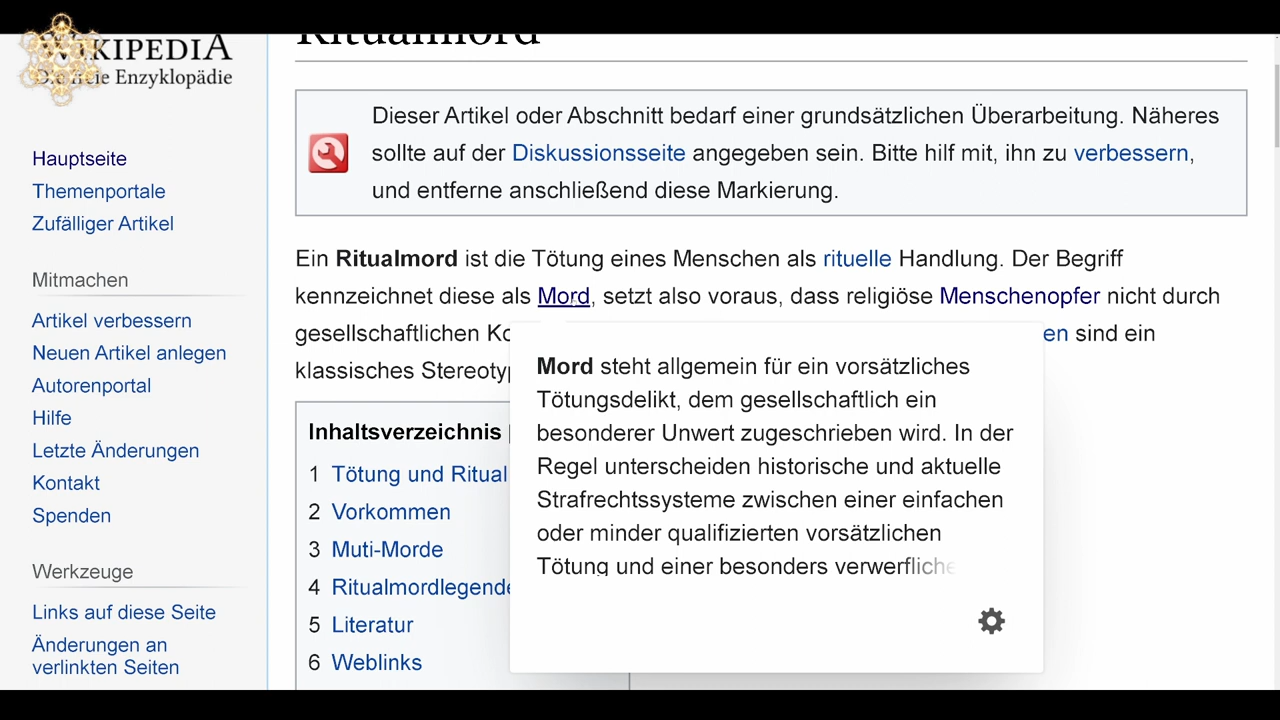 WIKIPEDIA
Die freie Enzyklopädie
Hauptseite
Themenportale
Zufälliger Artikel
Mitmachen
Artikel verbessern
Neuen Artikel anlegen
Autorenportal
Hilfe
Letzte Änderungen
Kontakt
Spenden
Werkzeuge
Links auf diese Seite
Änderungen an
verlinkten Seiten
Ritualmord
Dieser Artikel oder Abschnitt bedarf einer grundsätzlichen Überarbeitung. Näheres
sollte auf der Diskussionsseite angegeben sein. Bitte hilf mit, ihn zu verbessern,
und entferne anschließend diese Markierung.
Ein Ritualmord ist die Tötung eines Menschen als rituelle Handlung. Der Begriff
kennzeichnet diese als Mord, setzt also voraus, dass religiöse Menschenopfer nicht durch
gesellschaftlichen Ko en sind ein
klassisches Stereotyp
Inhaltsverzeichnis
1 Tötung und Ritual
2 Vorkommen
3 Muti-Morde
4 Ritualmordlegende
5 Literatur
6 Weblinks
Mord steht allgemein für ein vorsätzliches
Tötungsdelikt, dem gesellschaftlich ein
besonderer Unwert zugeschrieben wird. In der
Regel unterscheiden historische und aktuelle
Strafrechtssysteme zwischen einer einfachen
oder minder qualifizierten vorsätzlichen
Tötung und einer besonders verwerfliche